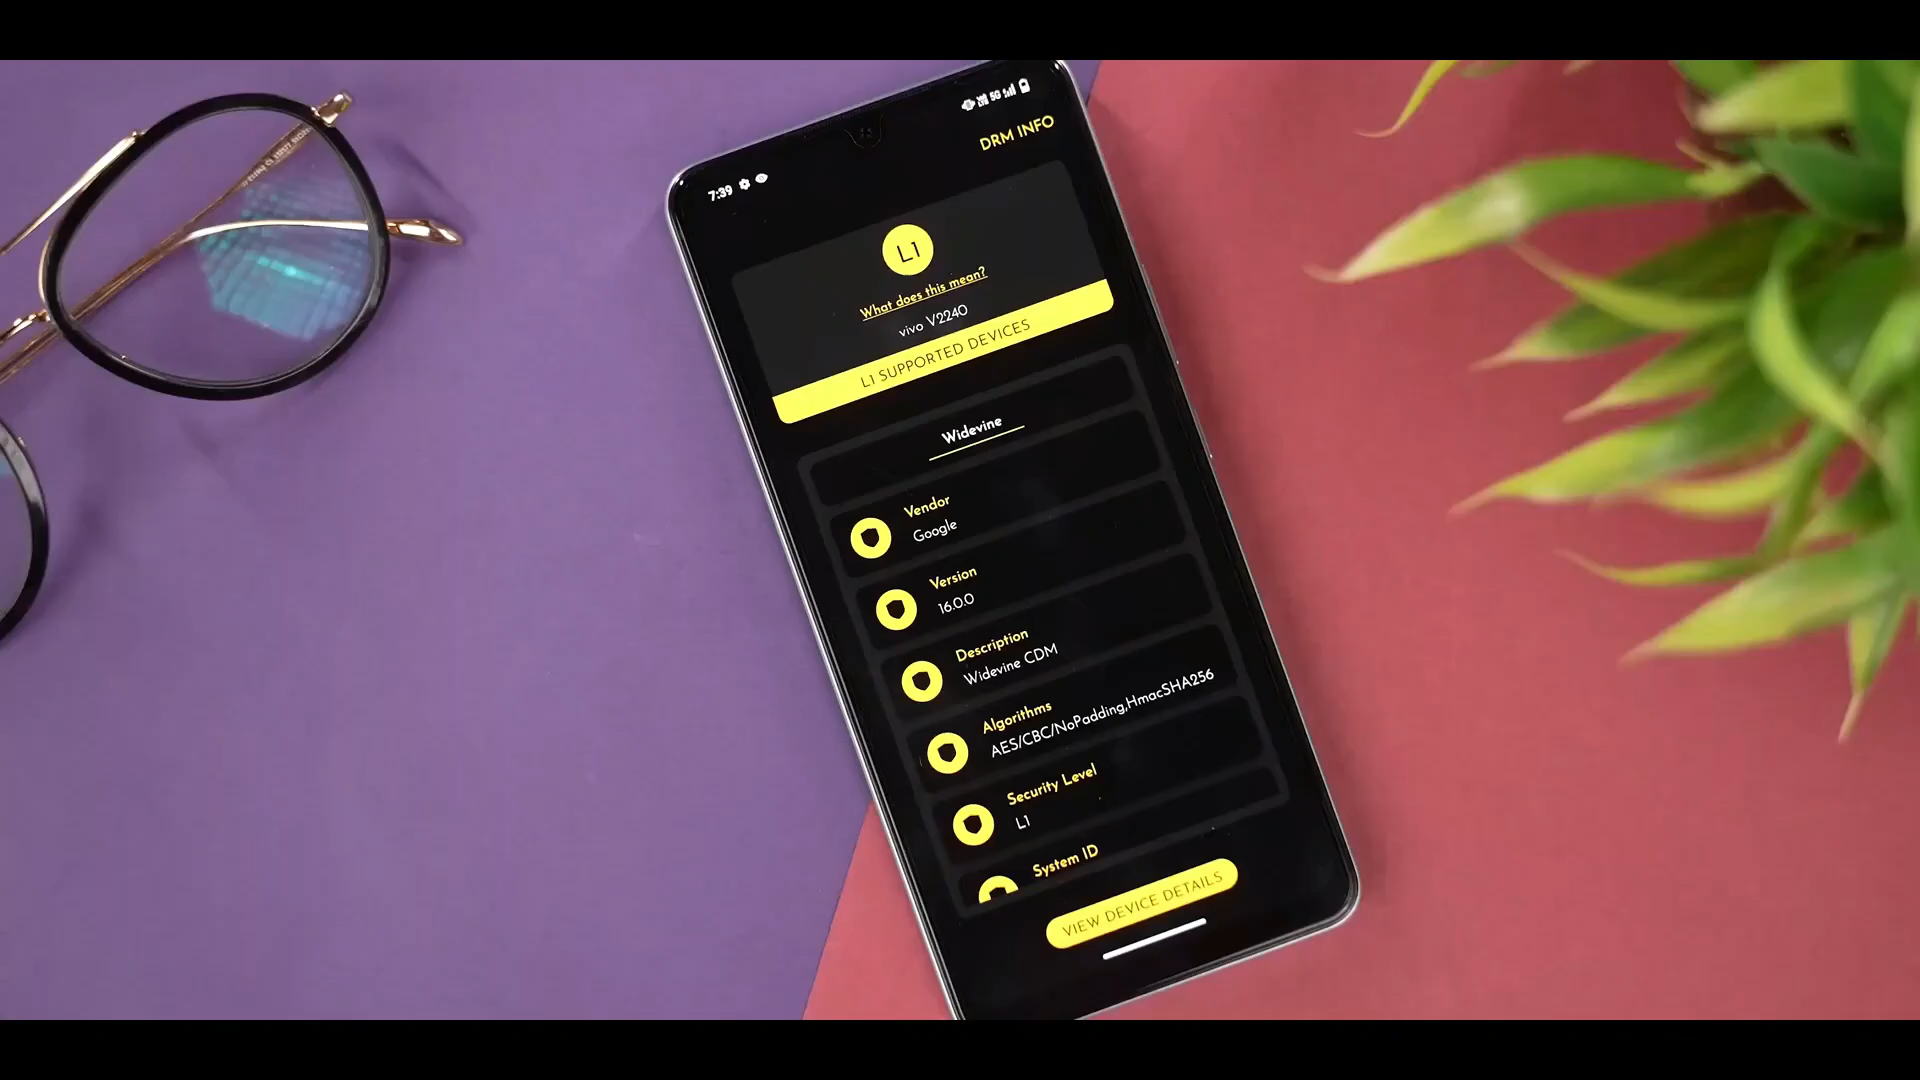 7:39
5G
DRM INFO
L1
What does this mean?
vivo V2240
L1 SUPPORTED DEVICES
Widevine
Vendor
Google
Version
16.0.0
Description
Widevine CDM
Algorithms
AES/CBC/NoPadding,HmacSHA256
Security Level
L1
System ID
VIEW DEVICE DETAILS